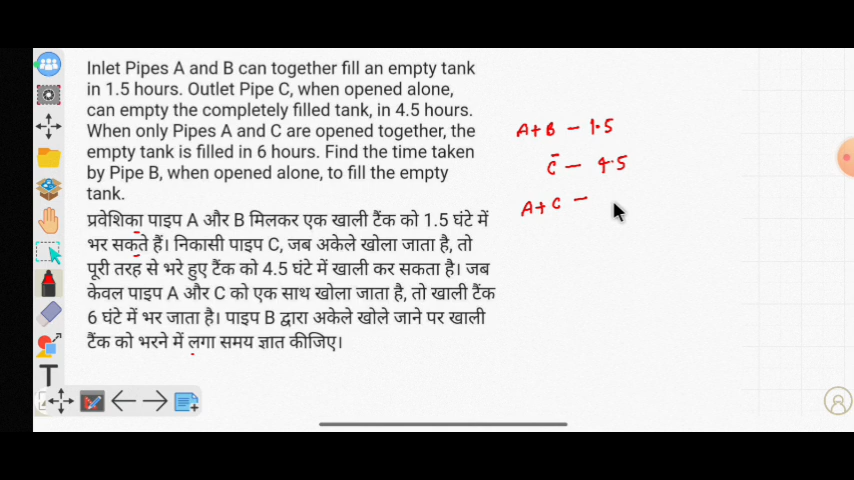 Inlet Pipes A and B can together fill an empty tank
in 1.5 hours. Outlet Pipe C, when opened alone,
can empty the completely filled tank, in 4.5 hours.
When only Pipes A and C are opened together, the
empty tank is filled in 6 hours. Find the time taken
by Pipe B, when opened alone, to fill the empty
tank.
प्रवेशिका पाइप A और B मिलकर एक खाली टैंक को 1.5 घंटे में
भर सकते हैं। निकासी पाइप C, जब अकेले खोला जाता है, तो
पूरी तरह से भरे हुए टैंक को 4.5 घंटे में खाली कर सकता है। जब
केवल पाइप A और C को एक साथ खोला जाता है, तो खाली टैंक
6 घंटे में भर जाता है। पाइप B द्वारा अकेले खोले जाने पर खाली
टैंक को भरने में लगा समय ज्ञात कीजिए।
A+B - 1.5
C̄ - 4.5
A+C -
T